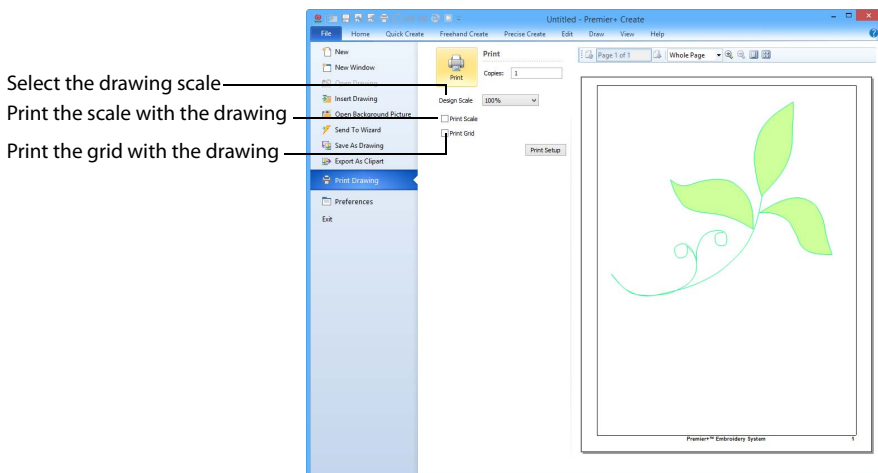 Untitled - Premier+ Create
File Home Quick Create Freehand Create Precise Create Edit Draw View Help
New
New Window
Open Drawing
Insert Drawing
Open Background Picture
Send To Wizard
Save As Drawing
Export As Clipart
Print Drawing
Preferences
Exit
Print
Print
Copies: 1
Design Scale 100%
Print Scale
Print Grid
Print Setup
Page 1 of 1 Whole Page
Select the drawing scale
Print the scale with the drawing
Print the grid with the drawing
Premier+™ Embroidery System 1